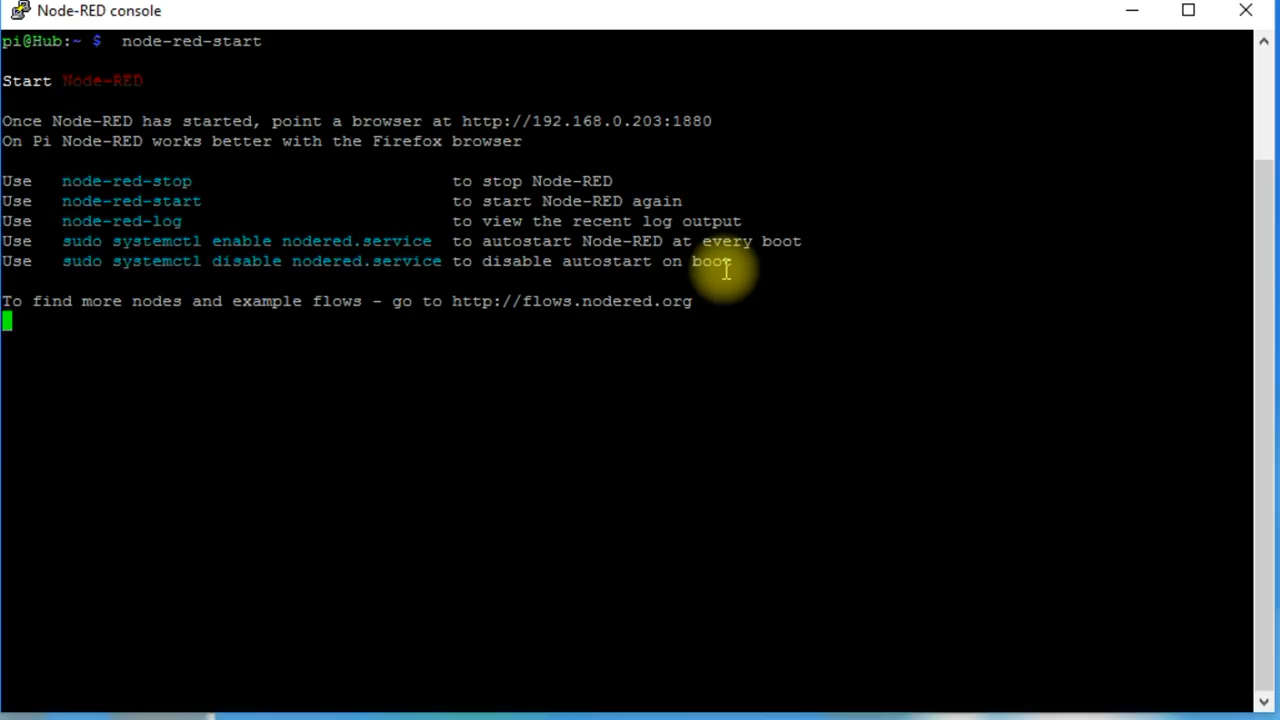 Node-RED console
pi@Hub:~ $ node-red-start
Start Node-RED
Once Node-RED has started, point a browser at http://192.168.0.203:1880
On Pi Node-RED works better with the Firefox browser
Use node-red-stop to stop Node-RED
Use node-red-start to start Node-RED again
Use node-red-log to view the recent log output
Use sudo systemctl enable nodered.service to autostart Node-RED at every boot
Use sudo systemctl disable nodered.service to disable autostart on boot
To find more nodes and example flows - go to http://flows.nodered.org